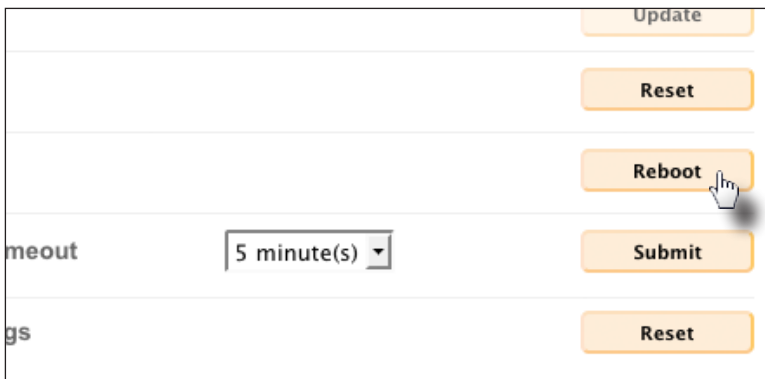 Update
Reset
Reboot
meout 5 minute(s) Submit
gs Reset